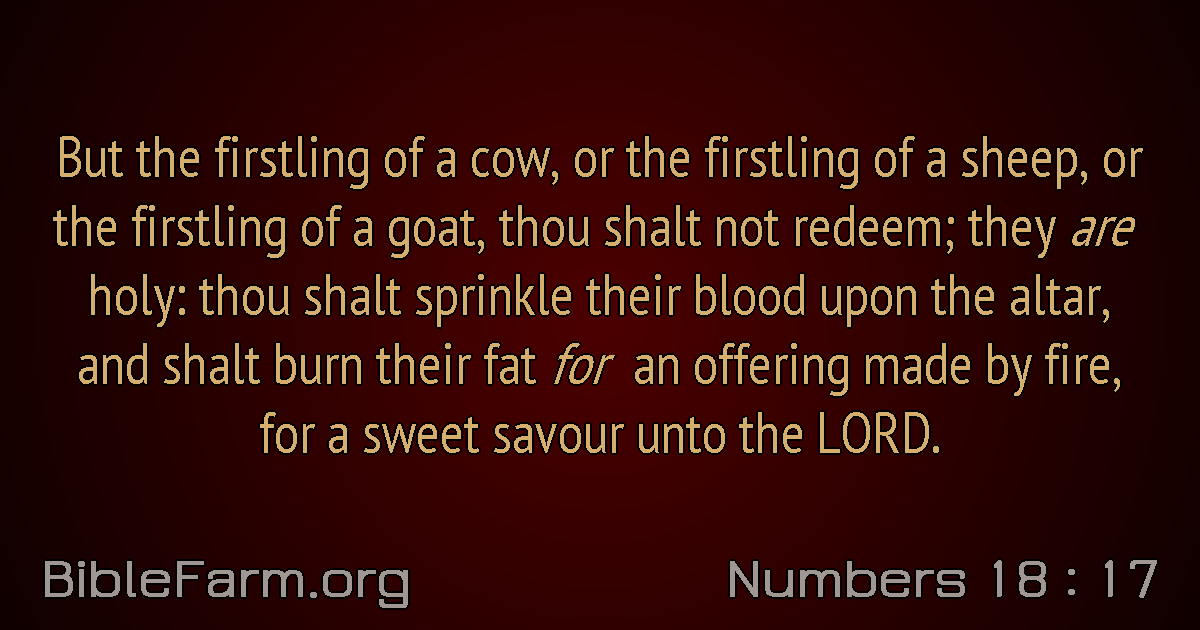 But the firstling of a cow, or the firstling of a sheep, or
the firstling of a goat, thou shalt not redeem; they are
holy: thou shalt sprinkle their blood upon the altar,
and shalt burn their fat for an offering made by fire,
for a sweet savour unto the LORD.
BibleFarm.org
Numbers 18 : 17